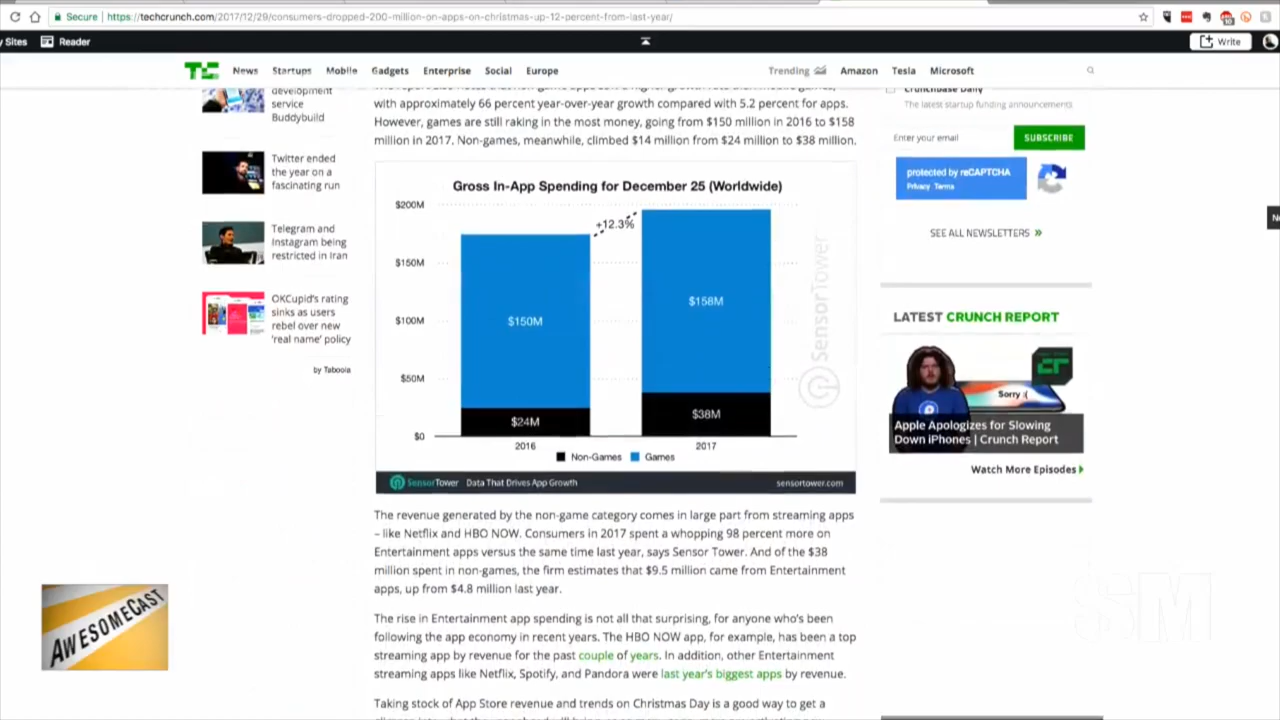 Secure
https://techcrunch.com/2017/12/29/consumers-dropped-200-million-on-apps-on-christmas-up-12-percent-from-last-year/
y Sites
Reader
Write
News
Startups
Mobile
Gadgets
Enterprise
Social
Europe
Trending
Amazon
Tesla
Microsoft
development
service
Buddybuild
Twitter ended
the year on a
fascinating run
Telegram and
Instagram being
restricted in Iran
OKCupid's rating
sinks as users
rebel over new
'real name' policy
by Taboola
with approximately 66 percent year-over-year growth compared with 5.2 percent for apps.
However, games are still raking in the most money, going from $150 million in 2016 to $158
million in 2017. Non-games, meanwhile, climbed $14 million from $24 million to $38 million.
Gross In-App Spending for December 25 (Worldwide)
$200M
$150M
$100M
$50M
$0
+12.3%
$150M
$158M
$24M
$38M
2016
2017
Non-Games
Games
SensorTower
SensorTower
Data That Drives App Growth
sensortower.com
The revenue generated by the non-game category comes in large part from streaming apps
– like Netflix and HBO NOW. Consumers in 2017 spent a whopping 98 percent more on
Entertainment apps versus the same time last year, says Sensor Tower. And of the $38
million spent in non-games, the firm estimates that $9.5 million came from Entertainment
apps, up from $4.8 million last year.
The rise in Entertainment app spending is not all that surprising, for anyone who's been
following the app economy in recent years. The HBO NOW app, for example, has been a top
streaming app by revenue for the past couple of years. In addition, other Entertainment
streaming apps like Netflix, Spotify, and Pandora were last year's biggest apps by revenue.
Taking stock of App Store revenue and trends on Christmas Day is a good way to get a
Crunchbase Daily
The latest startup funding announcements
Enter your email
SUBSCRIBE
protected by reCAPTCHA
Privacy Terms
SEE ALL NEWSLETTERS »
LATEST CRUNCH REPORT
Sorry :(
Apple Apologizes for Slowing
Down iPhones | Crunch Report
Watch More Episodes
AWESOMECAST